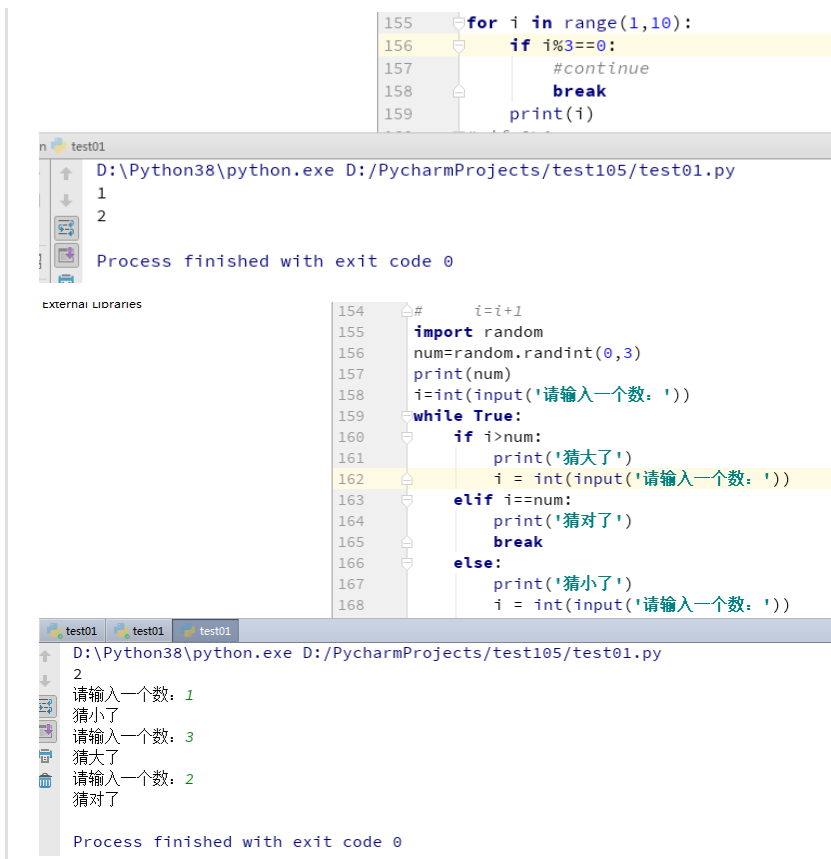 155 for i in range(1,10):
156     if i%3==0:
157         #continue
158         break
159     print(i)
n test01
D:\Python38\python.exe D:/PycharmProjects/test105/test01.py
1
2
Process finished with exit code 0
External Libraries
154 #     i=i+1
155 import random
156 num=random.randint(0,3)
157 print(num)
158 i=int(input('请输入一个数：'))
159 while True:
160     if i>num:
161         print('猜大了')
162         i = int(input('请输入一个数：'))
163     elif i==num:
164         print('猜对了')
165         break
166     else:
167         print('猜小了')
168         i = int(input('请输入一个数：'))
test01 test01 test01
D:\Python38\python.exe D:/PycharmProjects/test105/test01.py
2
请输入一个数：1
猜小了
请输入一个数：3
猜大了
请输入一个数：2
猜对了
Process finished with exit code 0